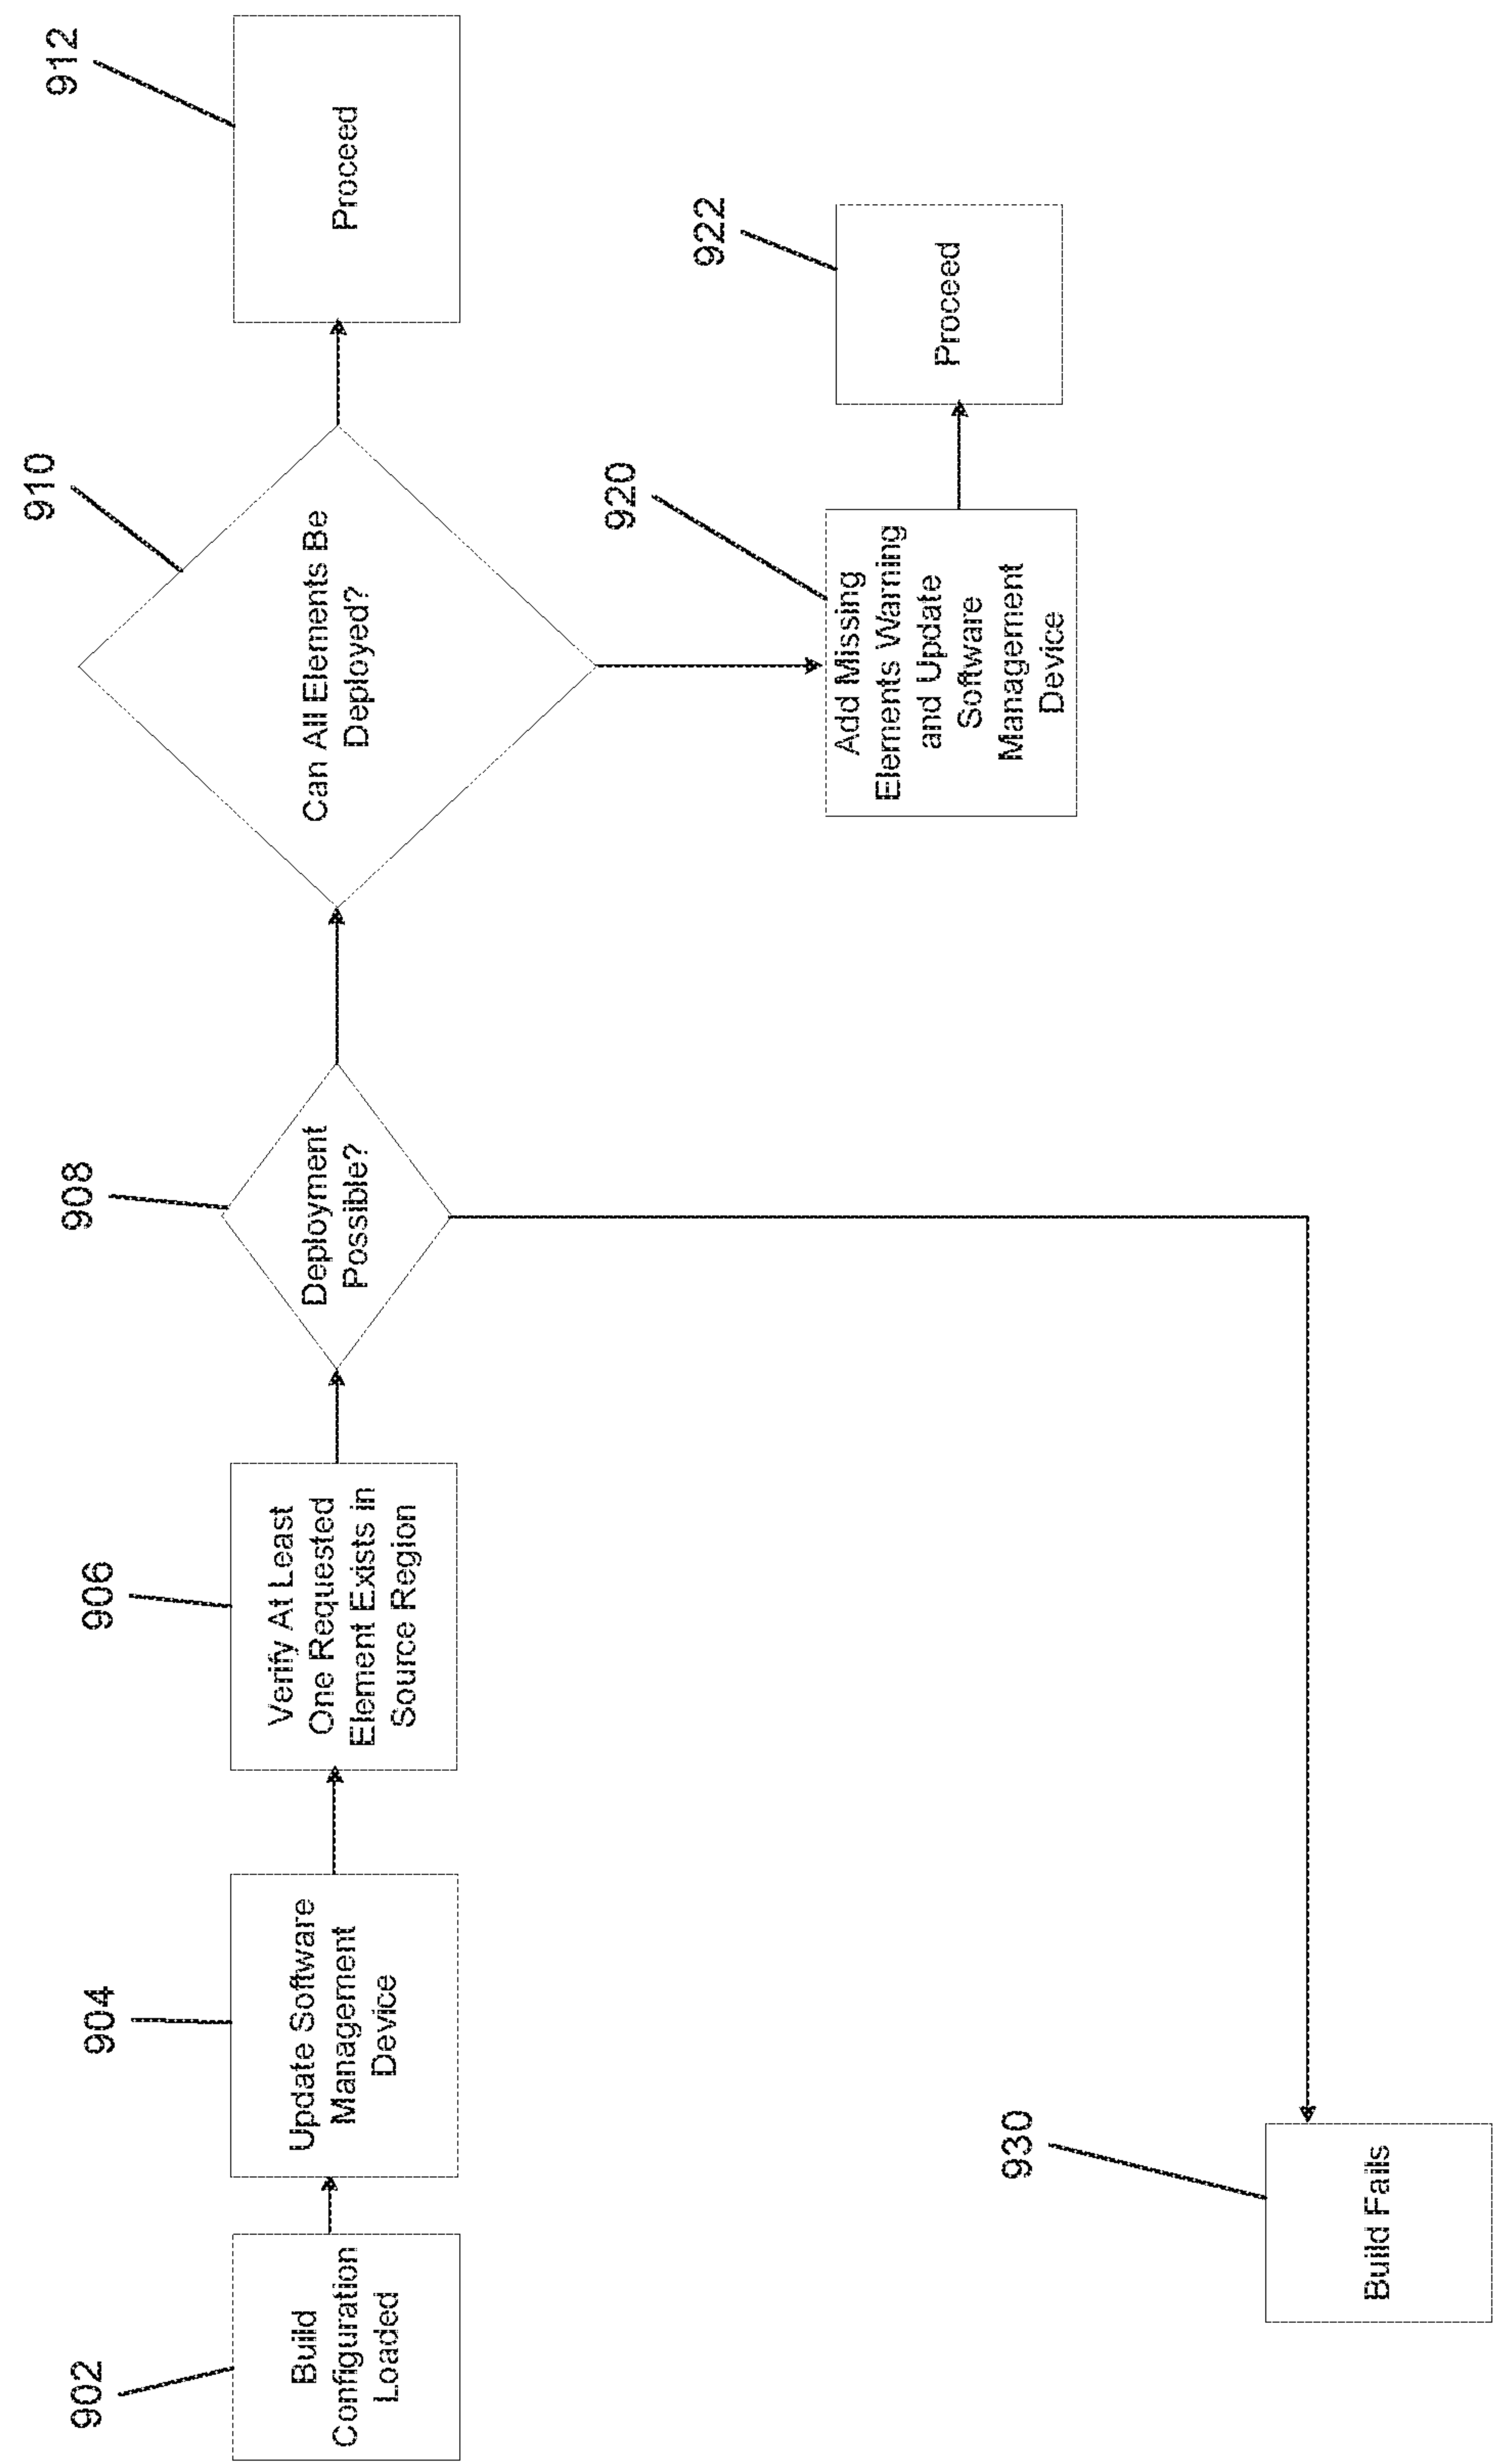 902
Build
Configuration
Loaded
904
Update Software
Management
Device
906
Verify At Least
One Requested
Element Exists in
Source Region
908
Deployment
Possible?
910
Can All Elements Be
Deployed?
912
Proceed
920
Add Missing
Elements Warning
and Update
Software
Management
Device
922
Proceed
930
Build Fails